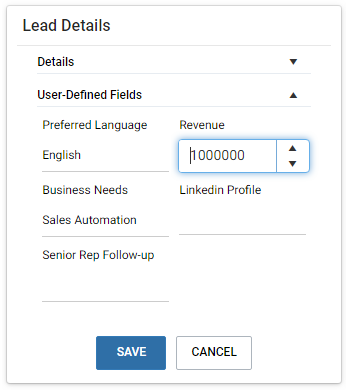 Lead Details
Details
User-Defined Fields
Preferred Language Revenue
English 1000000
Business Needs Linkedin Profile
Sales Automation
Senior Rep Follow-up
SAVE CANCEL